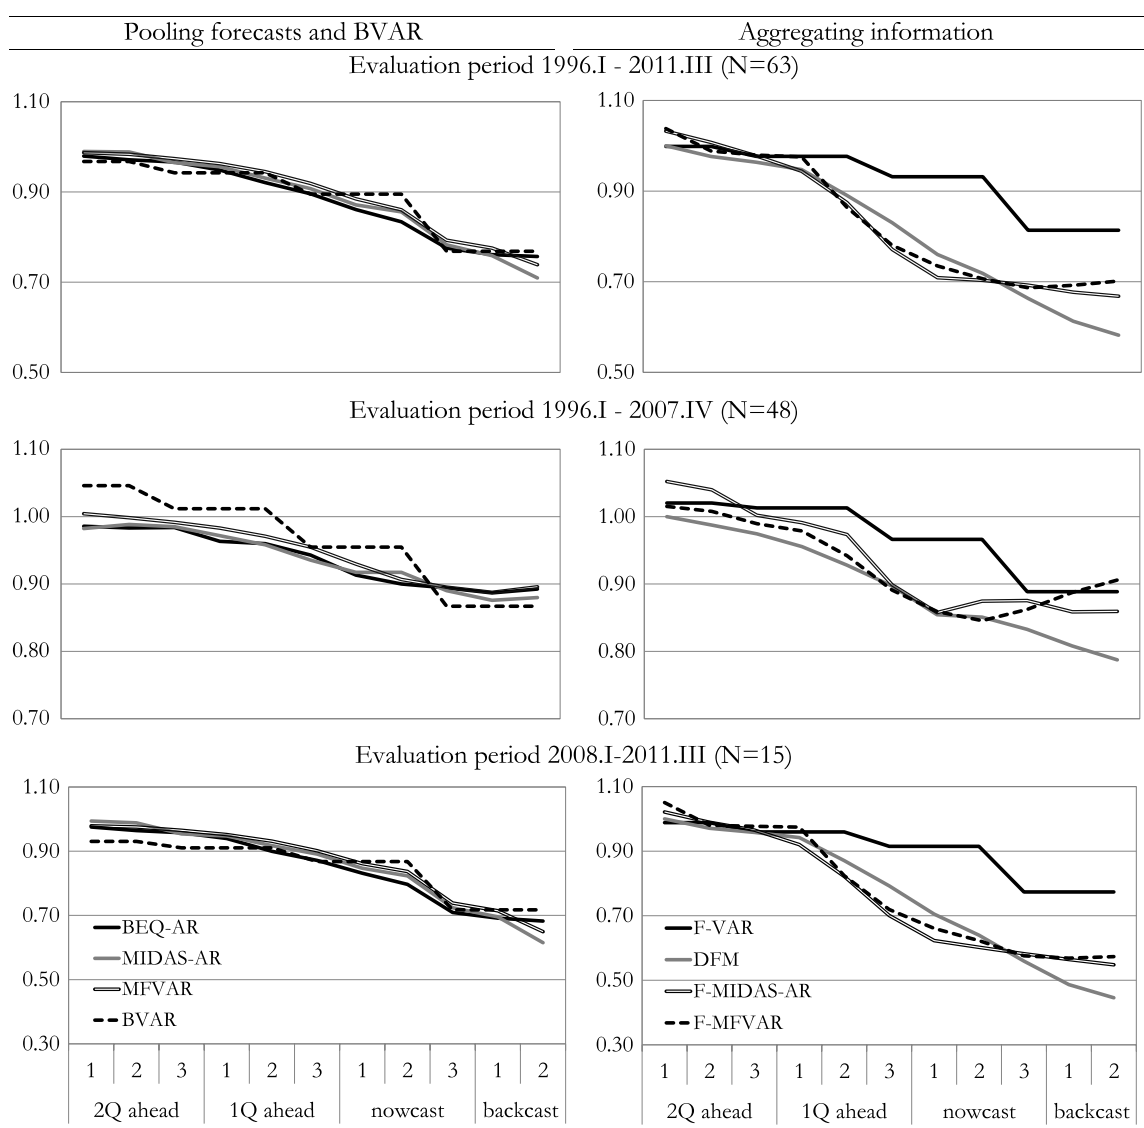 Pooling forecasts and BVAR
Aggregating information
Evaluation period 1996.I - 2011.III (N=63)
1.10
0.90
0.70
0.50
1.10
0.90
0.70
0.50
Evaluation period 1996.I - 2007.IV (N=48)
1.10
1.00
0.90
0.80
0.70
1.10
1.00
0.90
0.80
0.70
Evaluation period 2008.I-2011.III (N=15)
1.10
0.90
0.70
0.50
0.30
BEQ-AR
MIDAS-AR
MFVAR
BVAR
1 2 3 1 2 3 1 2 3 1 2
2Q ahead 1Q ahead nowcast backcast
1.10
0.90
0.70
0.50
0.30
F-VAR
DFM
F-MIDAS-AR
F-MFVAR
1 2 3 1 2 3 1 2 3 1 2
2Q ahead 1Q ahead nowcast backcast